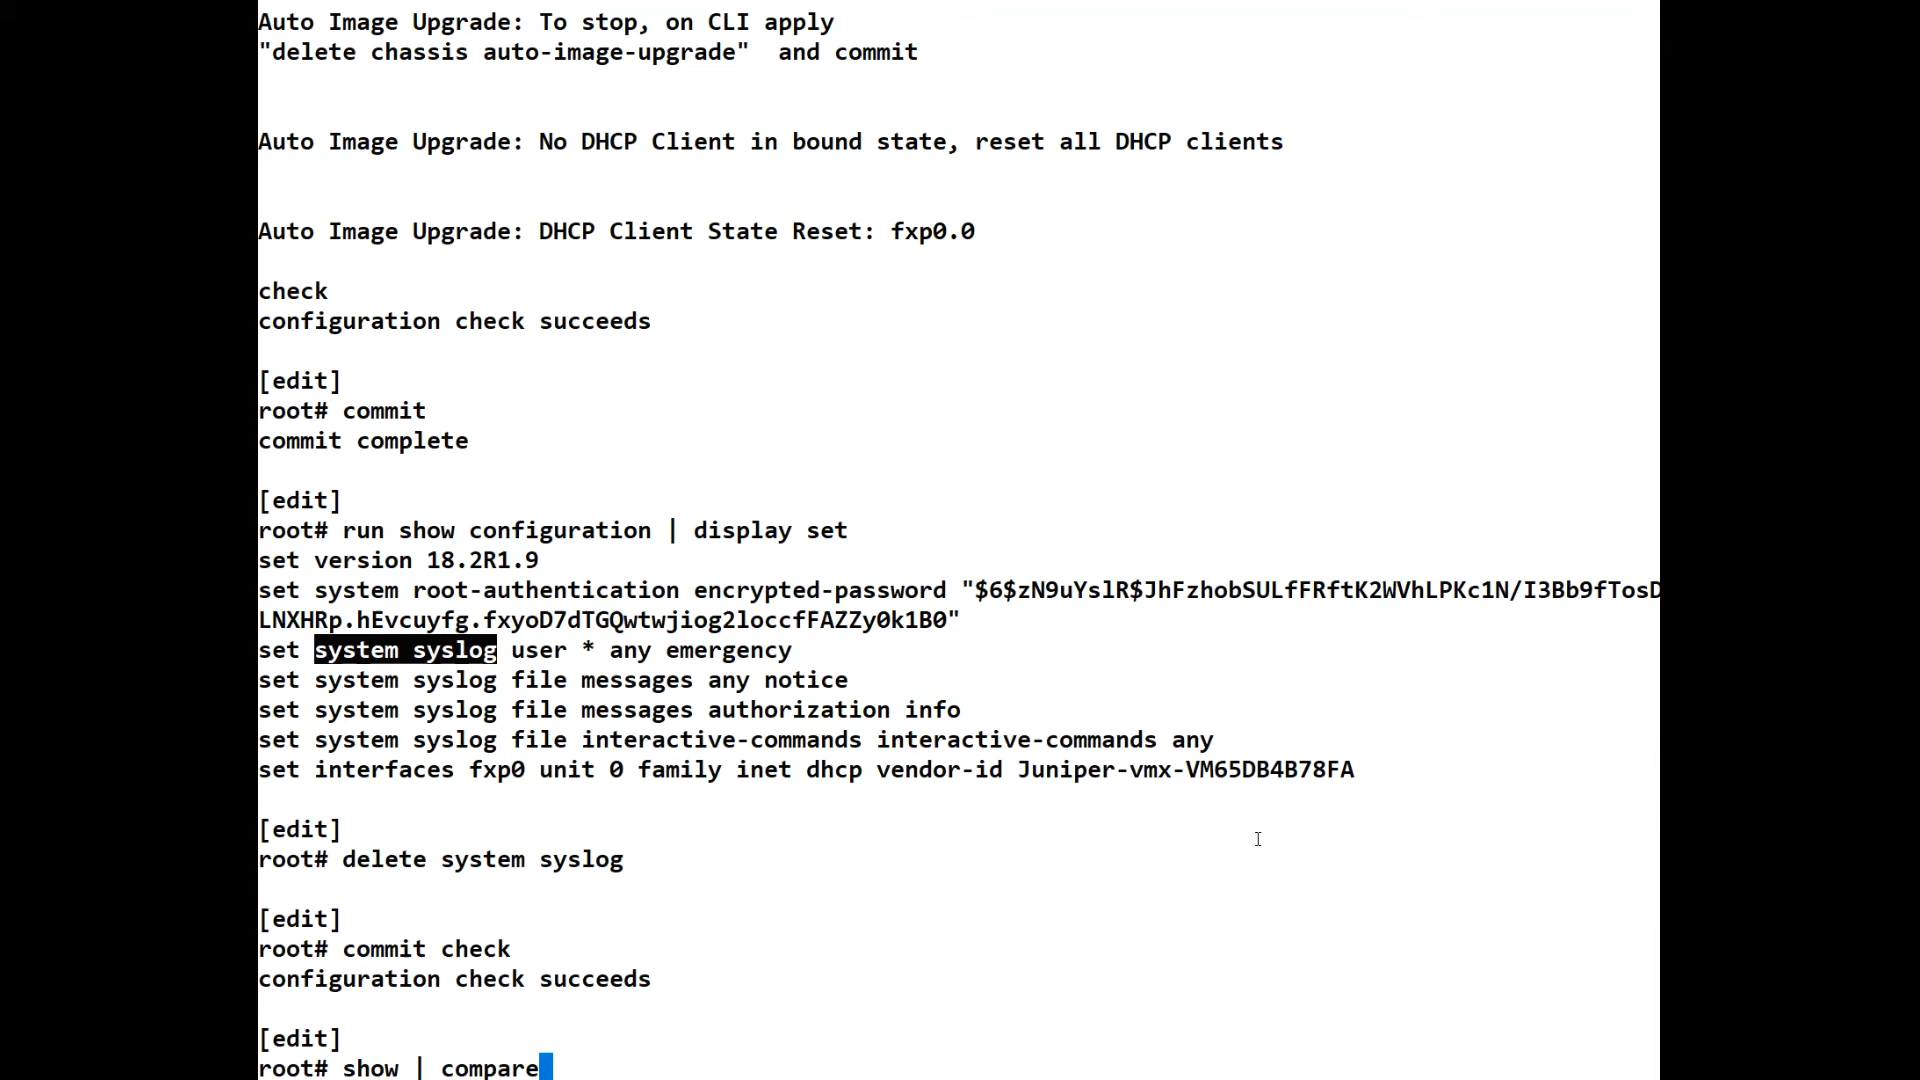 Auto Image Upgrade: To stop, on CLI apply
"delete chassis auto-image-upgrade"  and commit
Auto Image Upgrade: No DHCP Client in bound state, reset all DHCP clients
Auto Image Upgrade: DHCP Client State Reset: fxp0.0
check
configuration check succeeds
[edit]
root# commit
commit complete
[edit]
root# run show configuration | display set
set version 18.2R1.9
set system root-authentication encrypted-password "$6$zN9uYslR$JhFzhobSULfFRftK2WVhLPKc1N/I3Bb9fTosD
LNXHRp.hEvcuyfg.fxyoD7dTGQwtwjiog2loccfFAZZy0k1B0"
set system syslog user * any emergency
set system syslog file messages any notice
set system syslog file messages authorization info
set system syslog file interactive-commands interactive-commands any
set interfaces fxp0 unit 0 family inet dhcp vendor-id Juniper-vmx-VM65DB4B78FA
[edit]
root# delete system syslog
[edit]
root# commit check
configuration check succeeds
[edit]
root# show | compare